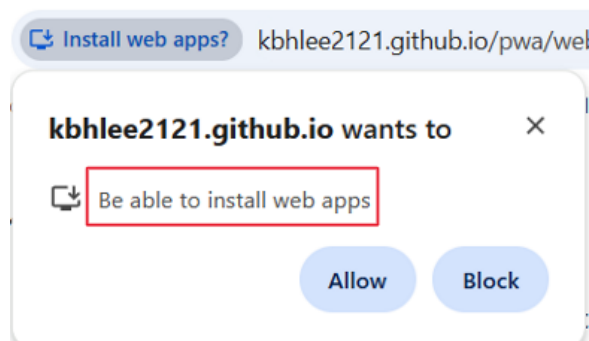 Install web apps? kbhlee2121.github.io/pwa/we
kbhlee2121.github.io wants to
Be able to install web apps
Allow Block